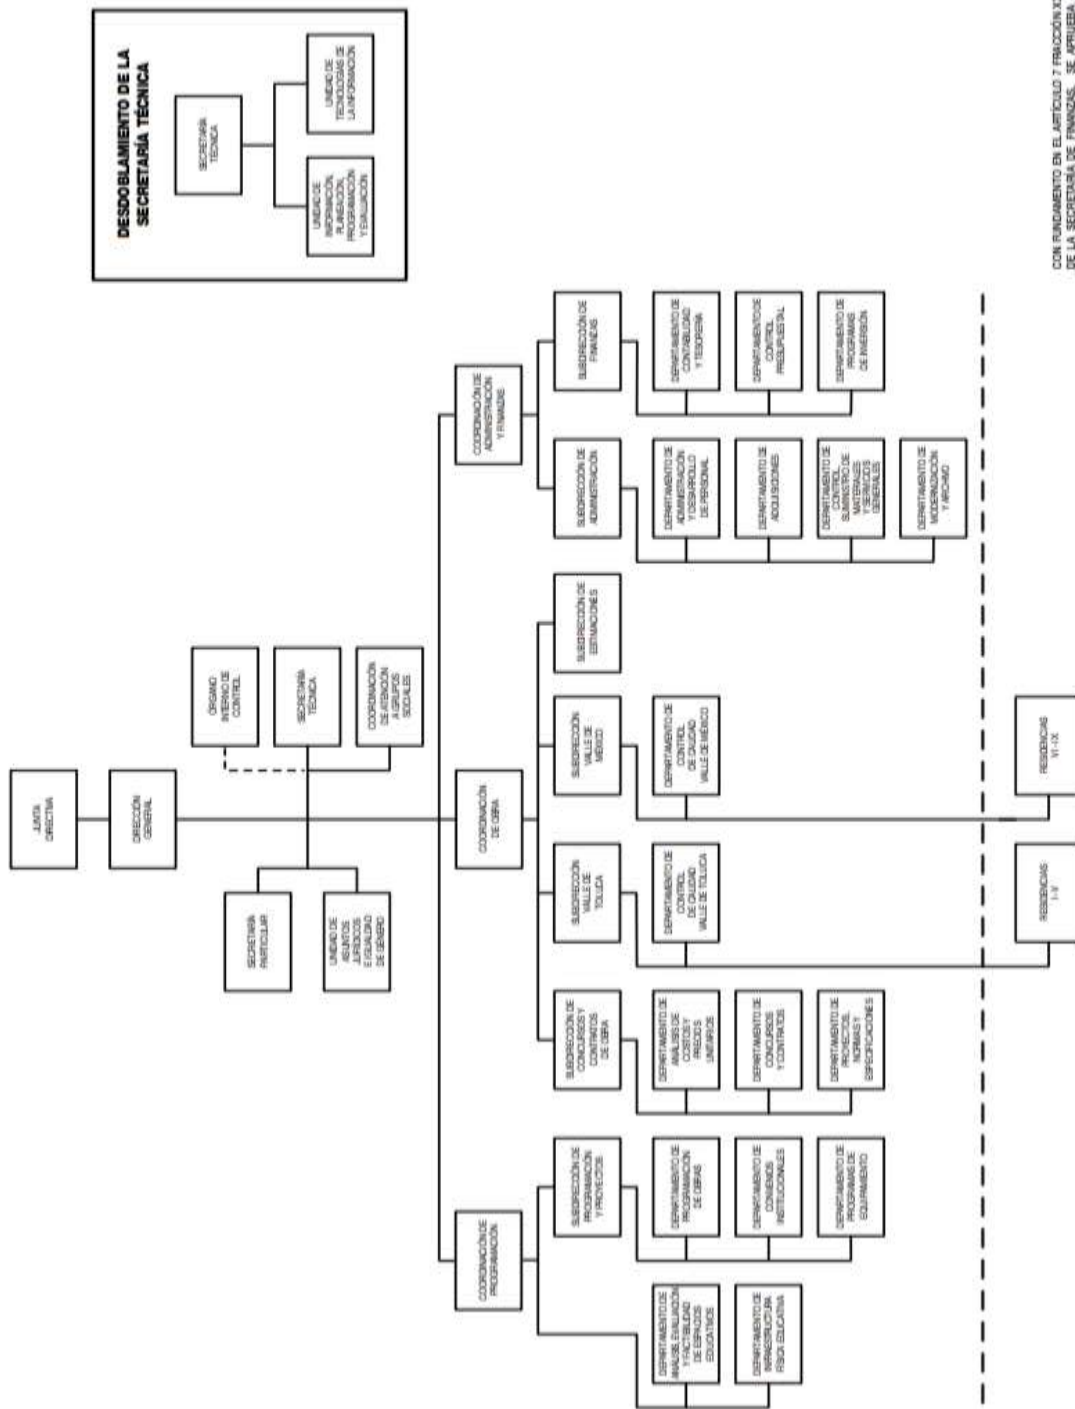 JUNTA
DIRECTIVA
DIRECCIÓN
GENERAL
SECRETARÍA
PARTICULAR
UNIDAD DE
ASUNTOS
JURÍDICOS
E IGUALDAD
DE GÉNERO
ÓRGANO
INTERNO DE
CONTROL
SECRETARÍA
TÉCNICA
COORDINACIÓN
DE ATENCIÓN
A GRUPOS
SOCIALES
DESDOBLAMIENTO DE LA
SECRETARÍA TÉCNICA
SECRETARÍA
TÉCNICA
UNIDAD DE
INFORMACIÓN,
PLANEACIÓN,
PROGRAMACIÓN
Y EVALUACIÓN
UNIDAD DE
TECNOLOGÍAS DE
LA INFORMACIÓN
COORDINACIÓN DE
PROGRAMACIÓN
COORDINACIÓN
DE OBRA
COORDINACIÓN DE
ADMINISTRACIÓN
Y FINANZAS
SUBDIRECCIÓN DE
PROGRAMACIÓN
Y PROYECTOS
SUBDIRECCIÓN DE
CONCURSOS Y
CONTRATOS
DE OBRA
SUBDIRECCIÓN
VALLE DE
TOLUCA
SUBDIRECCIÓN
VALLE DE
MÉXICO
SUBDIRECCIÓN DE
ESTIMACIONES
SUBDIRECCIÓN DE
ADMINISTRACIÓN
SUBDIRECCIÓN DE
FINANZAS
DEPARTAMENTO DE
ANÁLISIS, EVALUACIÓN
Y FACTIBILIDAD
DE ESPACIOS
EDUCATIVOS
DEPARTAMENTO DE
INFRAESTRUCTURA
FÍSICA EDUCATIVA
DEPARTAMENTO DE
PROGRAMACIÓN
DE OBRAS
DEPARTAMENTO DE
CONVENIOS
INSTITUCIONALES
DEPARTAMENTO DE
PROGRAMAS DE
EQUIPAMIENTO
DEPARTAMENTO DE
ANÁLISIS DE
COSTOS Y
PRECIOS
UNITARIOS
DEPARTAMENTO DE
CONCURSOS
Y CONTRATOS
DEPARTAMENTO DE
PROYECTOS,
NORMAS Y
ESPECIFICACIONES
DEPARTAMENTO DE
CONTROL
DE CALIDAD
VALLE DE TOLUCA
DEPARTAMENTO DE
CONTROL
DE CALIDAD
VALLE DE MÉXICO
DEPARTAMENTO DE
ADMINISTRACIÓN
Y DESARROLLO
DE PERSONAL
DEPARTAMENTO DE
ADQUISICIONES
DEPARTAMENTO DE
CONTROL,
SUMINISTRO DE
MATERIALES
Y SERVICIOS
GENERALES
DEPARTAMENTO DE
MODERNIZACIÓN
Y ARCHIVO
DEPARTAMENTO DE
CONTABILIDAD
Y TESORERÍA
DEPARTAMENTO DE
CONTROL
PRESUPUESTAL
DEPARTAMENTO DE
PROGRAMAS
DE INVERSIÓN
RESIDENCIAS
I - V
RESIDENCIAS
VI - IX
CON FUNDAMENTO EN EL ARTÍCULO 7 FRACCIÓN
DE LA SECRETARÍA DE FINANZAS, SE APRUEBA